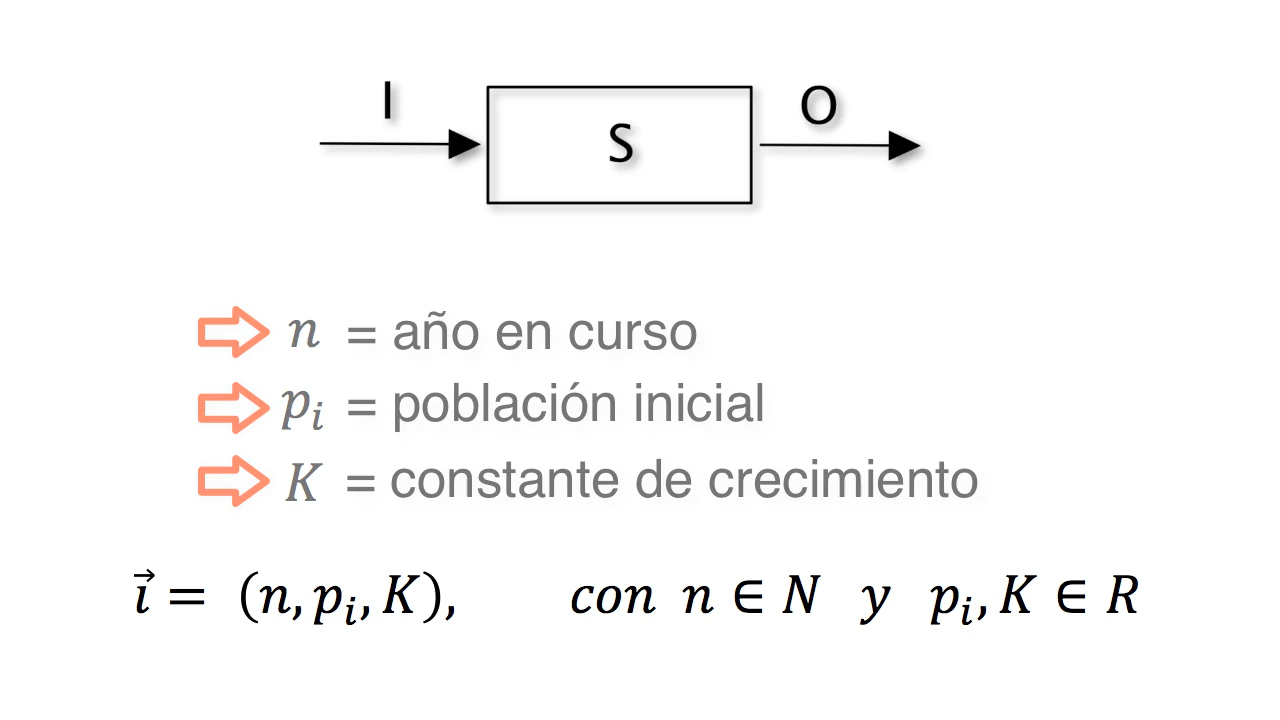 I
S
O
n = año en curso
pᵢ = población inicial
K = constante de crecimiento
i⃗ = (n, pᵢ, K), con n ∈ N y pᵢ, K ∈ R